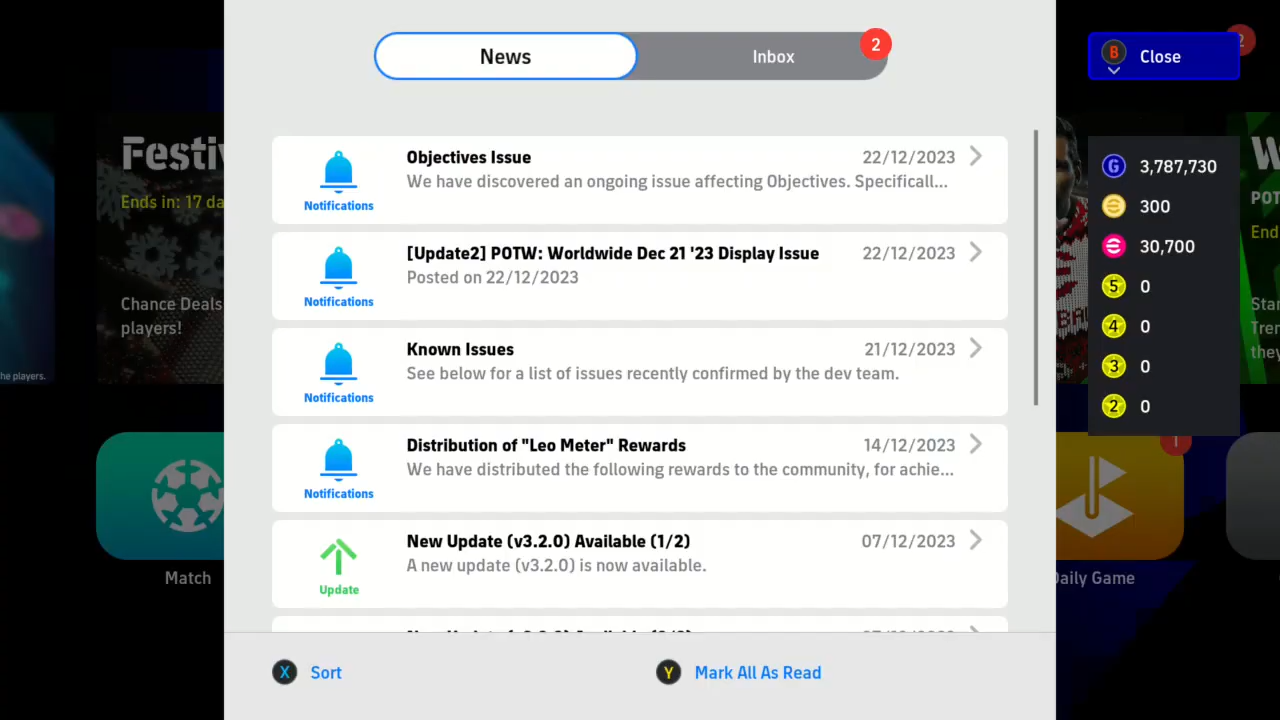 News
Inbox
2
B
Close
2
Objectives Issue
22/12/2023
We have discovered an ongoing issue affecting Objectives. Specificall...
Notifications
[Update2] POTW: Worldwide Dec 21 '23 Display Issue
22/12/2023
Posted on 22/12/2023
Notifications
Known Issues
21/12/2023
See below for a list of issues recently confirmed by the dev team.
Notifications
Distribution of "Leo Meter" Rewards
14/12/2023
We have distributed the following rewards to the community, for achie...
Notifications
New Update (v3.2.0) Available (1/2)
07/12/2023
A new update (v3.2.0) is now available.
Update
X
Sort
Y
Mark All As Read
G
3,787,730
300
30,700
5
0
4
0
3
0
2
0
Festiv
Ends in: 17 da
Chance Deals
players!
he players.
Match
1
Daily Game
W
POT
End
Star
Tren
they